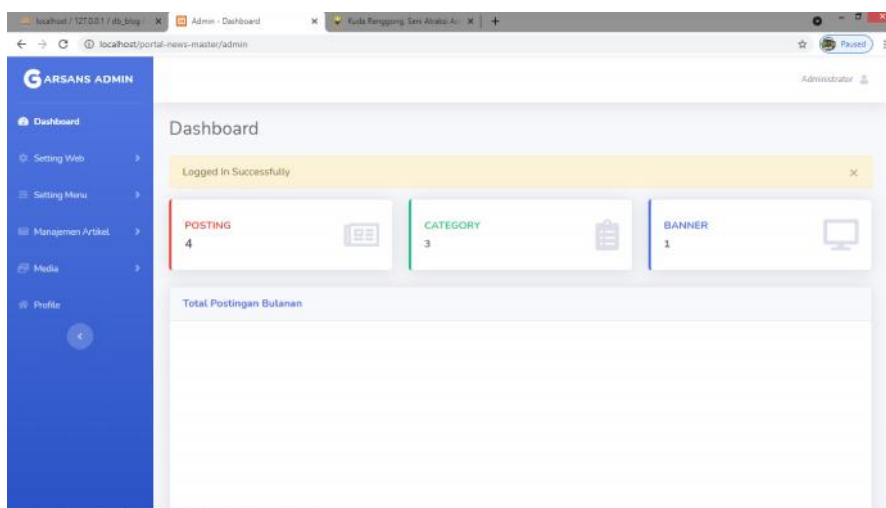 localhost / 127.0.0.1 / db_blog
Admin - Dashboard
Kuda Renggong, Seni Atraksi
localhost/portal-news-master/admin
Paused
GARSANS ADMIN
Administrator
Dashboard
Setting Web
Setting Menu
Manajemen Artikel
Media
Profile
Dashboard
Logged in Successfully
POSTING
4
CATEGORY
3
BANNER
1
Total Postingan Bulanan